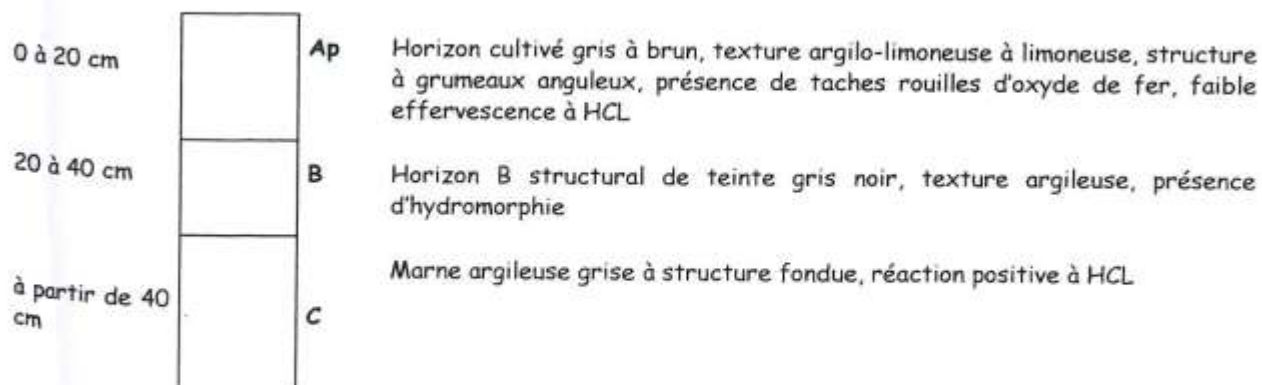 0 à 20 cm
Ap
Horizon cultivé gris à brun, texture argilo-limoneuse à limoneuse, structure
à grumeaux anguleux, présence de taches rouilles d'oxyde de fer, faible
effervescence à HCL
20 à 40 cm
B
Horizon B structural de teinte gris noir, texture argileuse, présence
d'hydromorphie
à partir de 40
cm
C
Marne argileuse grise à structure fondue, réaction positive à HCL